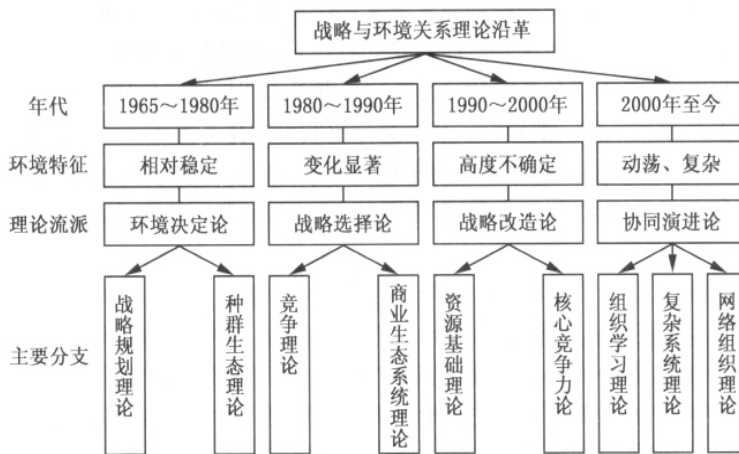 战略与环境关系理论沿革
年代
1965～1980年
1980～1990年
1990～2000年
2000年至今
环境特征
相对稳定
变化显著
高度不确定
动荡、复杂
理论流派
环境决定论
战略选择论
战略改造论
协同演进论
主要分支
战略规划理论
种群生态理论
竞争理论
商业生态系统理论
资源基础理论
核心竞争力论
组织学习理论
复杂系统理论
网络组织理论